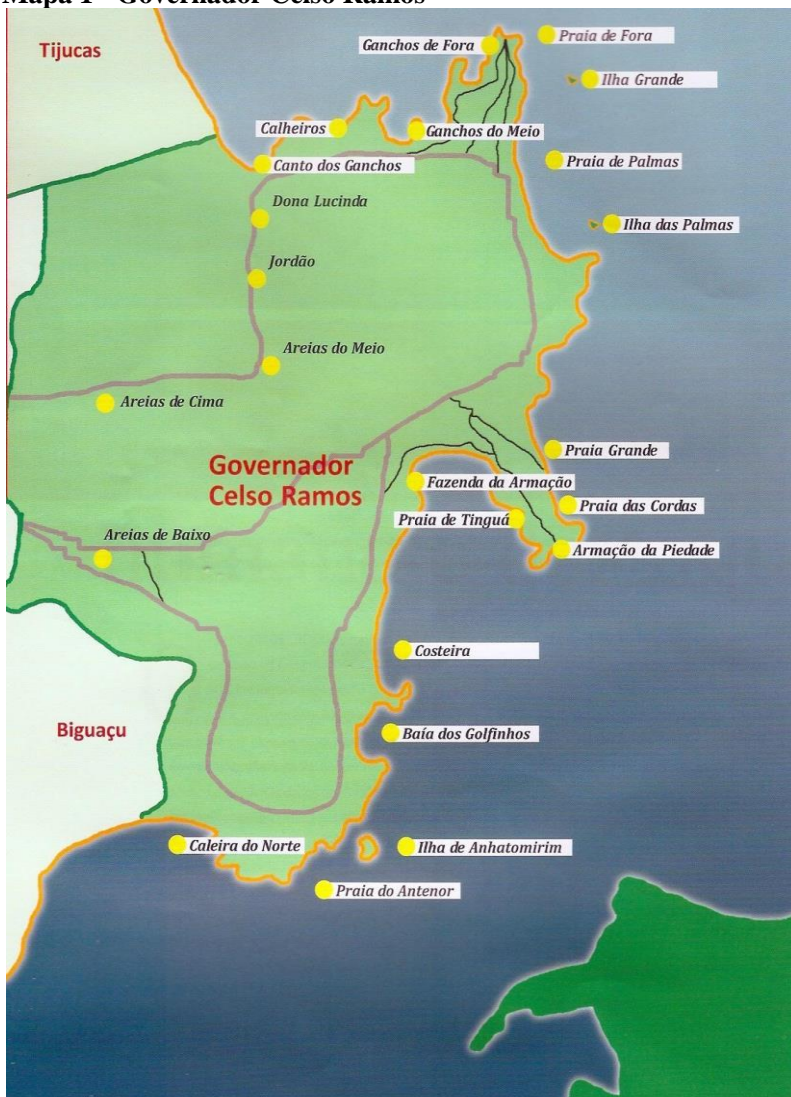 Mapa 1 - Governador Celso Ramos
Tijucas
Ganchos de Fora
Praia de Fora
Ilha Grande
Calheiros
Ganchos do Meio
Canto dos Ganchos
Praia de Palmas
Dona Lucinda
Ilha das Palmas
Jordão
Areias do Meio
Areias de Cima
Praia Grande
Governador
Celso Ramos
Fazenda da Armação
Praia das Cordas
Praia de Tinguá
Areias de Baixo
Armação da Piedade
Costeira
Biguaçu
Baía dos Golfinhos
Caleira do Norte
Ilha de Anhatomirim
Praia do Antenor